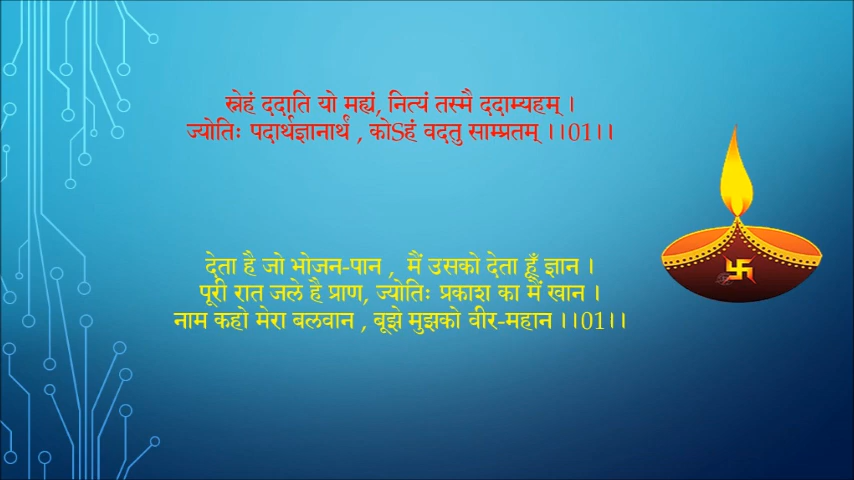 स्नेहं ददाति यो मह्यं, नित्यं तस्मै ददाम्यहम् ।
ज्योतिः पदार्थज्ञानार्थं , कोSहं वदतु साम्प्रतम् ।।01।।
देता है जो भोजन-पान , मैं उसको देता हूँ ज्ञान ।
पूरी रात जले है प्राण, ज्योतिः प्रकाश का मैं खान ।
नाम कहो मेरा बलवान , बूझे मुझको वीर-महान ।।01।।